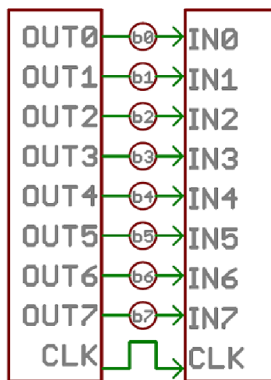 OUT0 b0 IN0
OUT1 b1 IN1
OUT2 b2 IN2
OUT3 b3 IN3
OUT4 b4 IN4
OUT5 b5 IN5
OUT6 b6 IN6
OUT7 b7 IN7
CLK CLK